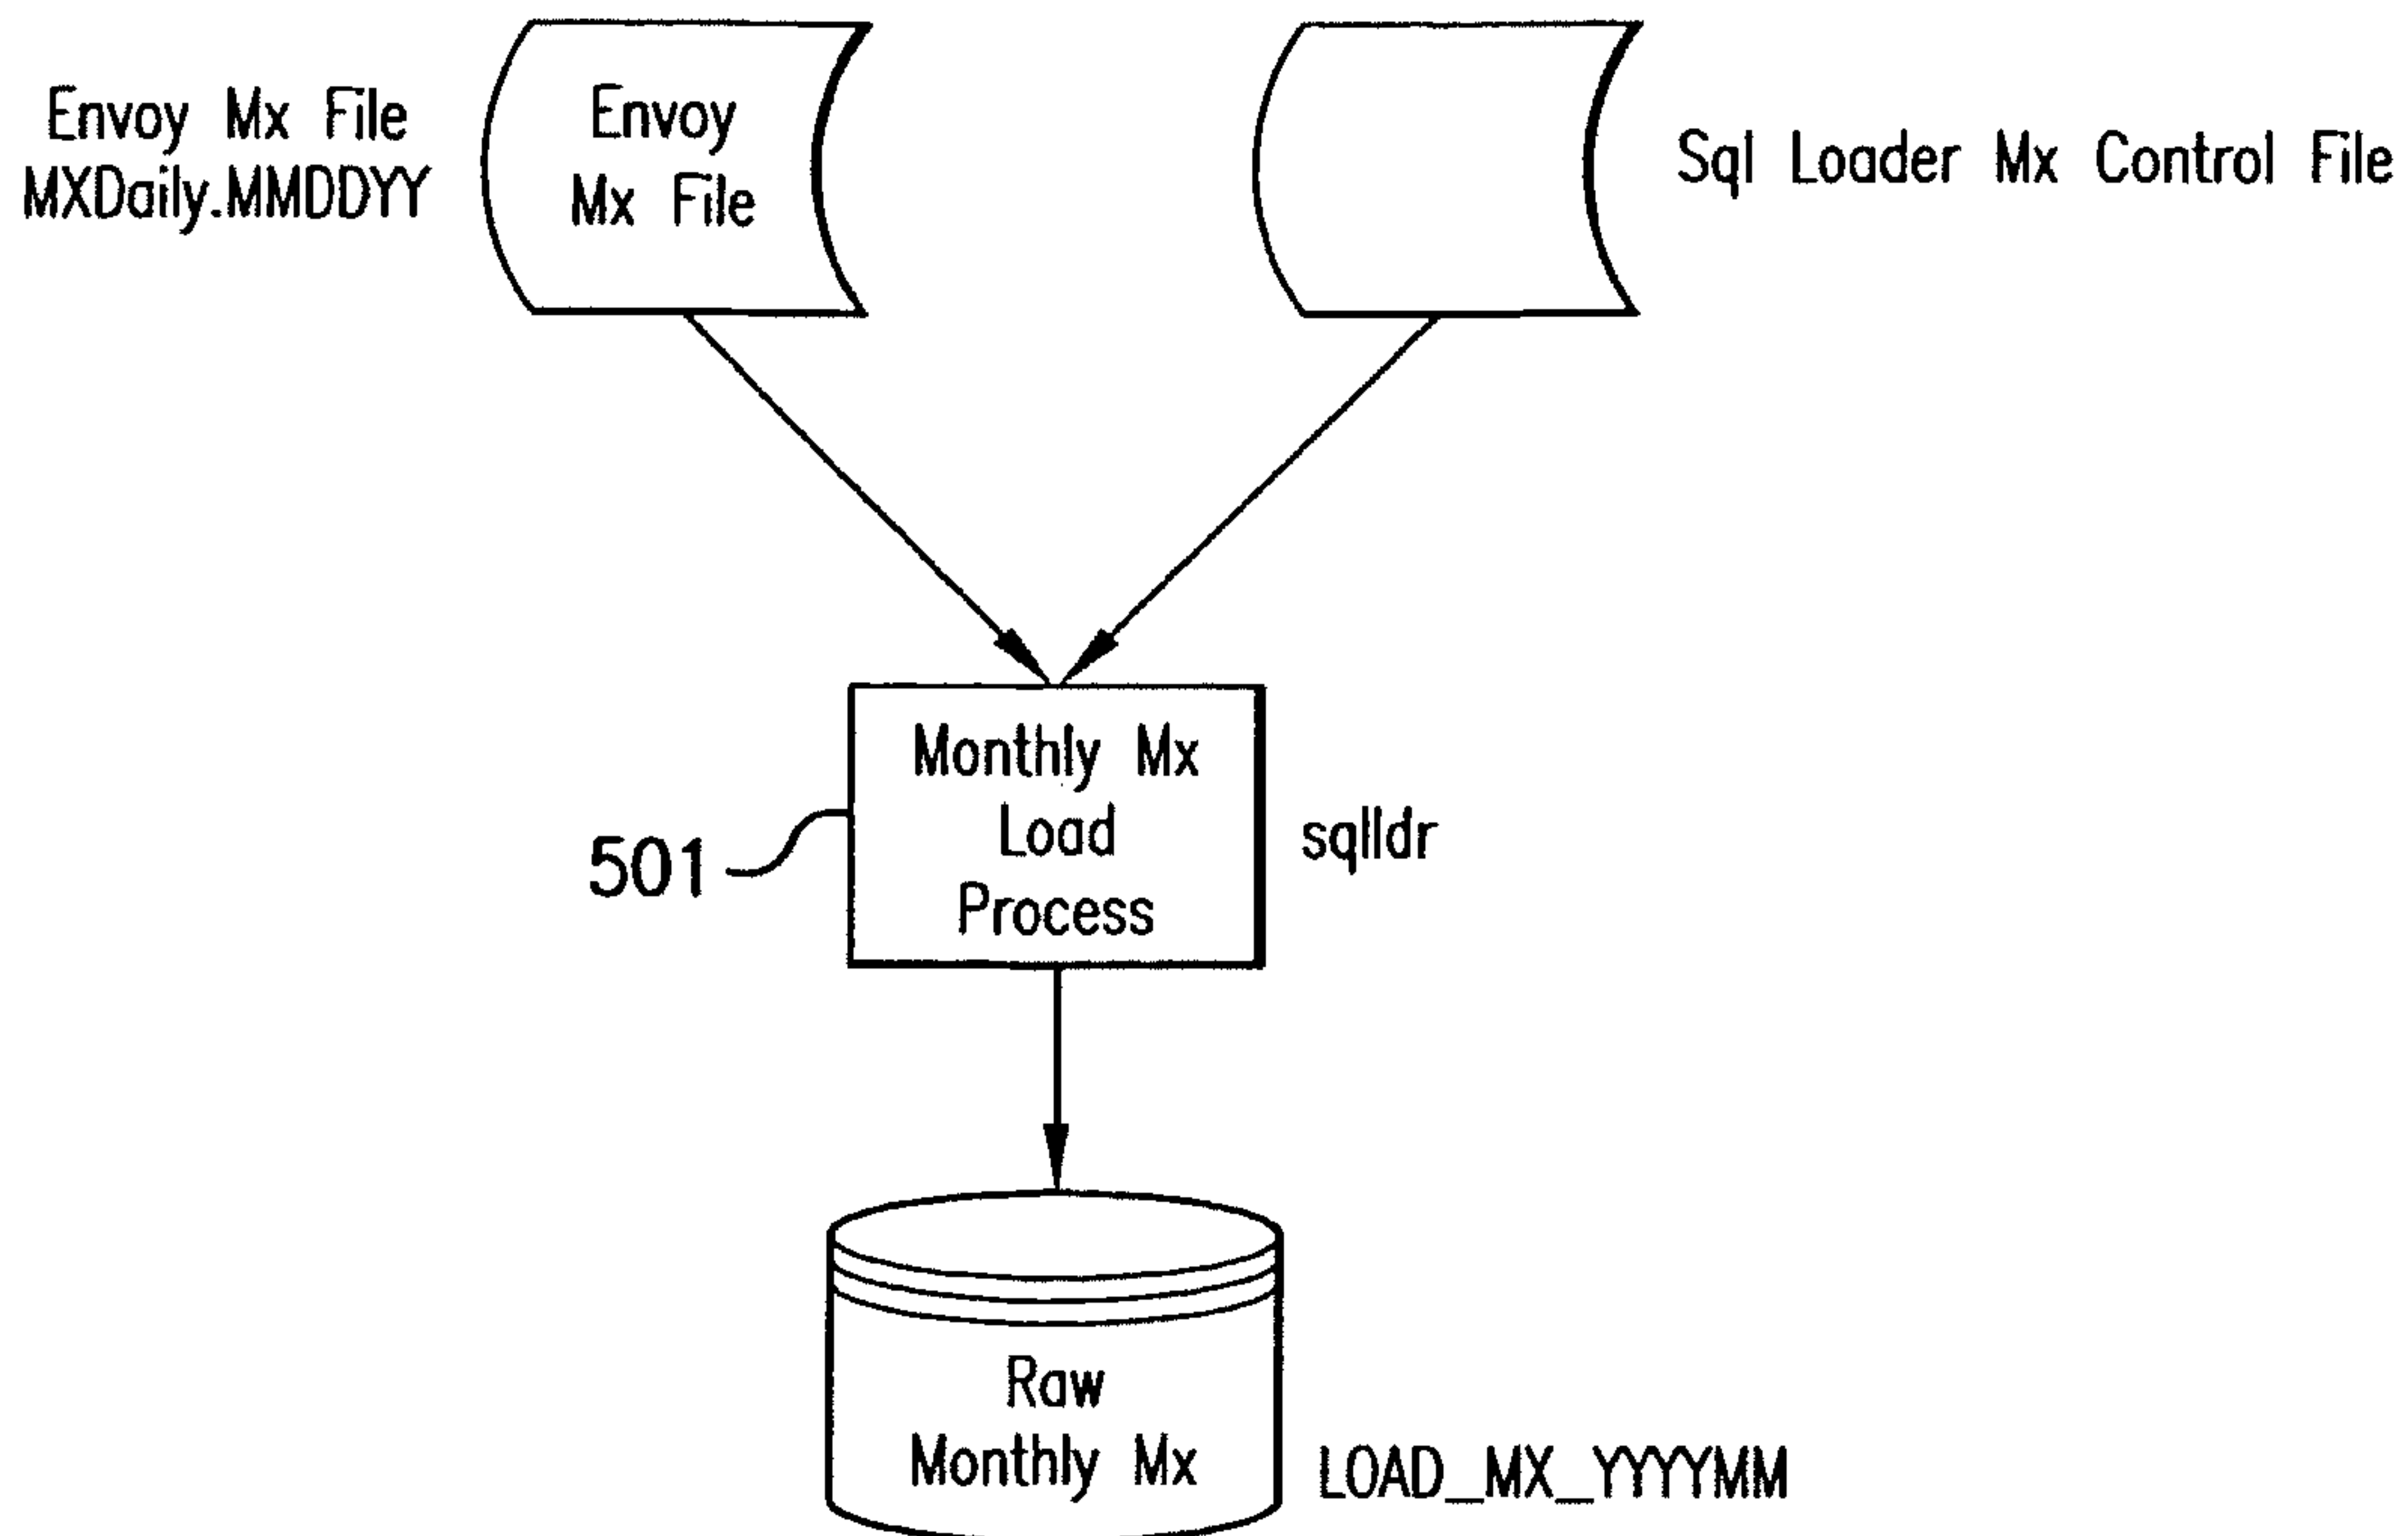 Envoy Mx File
MXDaily.MMDDYY
Envoy
Mx File
Sql Loader Mx Control File
Monthly Mx
Load
Process
501
sqlldr
Raw
Monthly Mx
LOAD_MX_YYYYMM